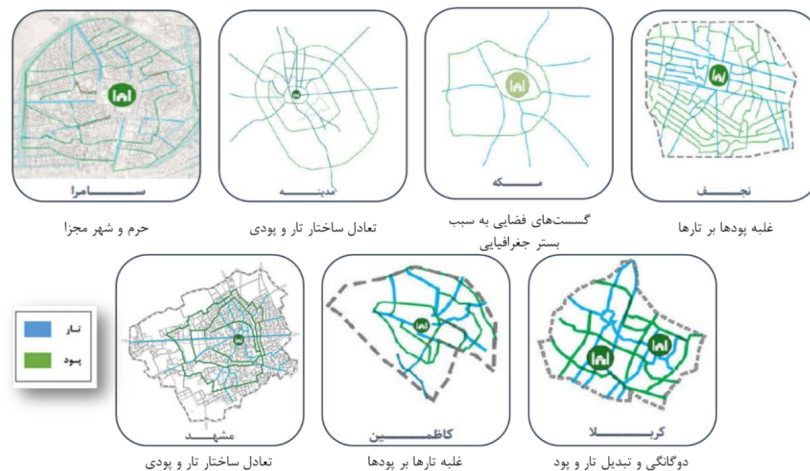 نجف
مکه
مدینه
سامرا
غلبه پودها بر تارها
گسست‌های فضایی به سبب
بستر جغرافیایی
تعادل ساختار تار و پودی
حرم و شهر مجزا
کربلا
کاظمین
مشهد
تار
پود
دوگانگی و تبدیل تار و پود
غلبه تارها بر پودها
تعادل ساختار تار و پودی